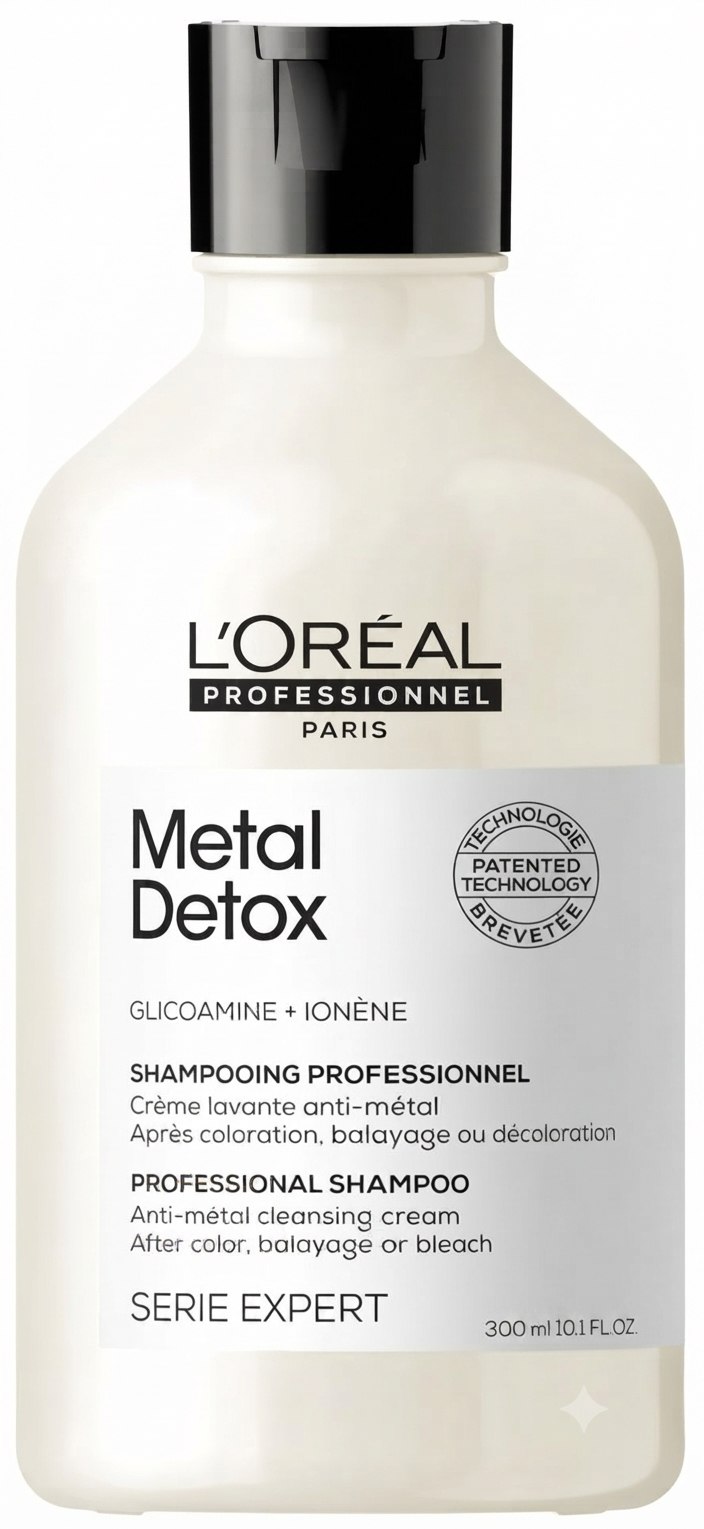 L'ORÉAL
PROFESSIONNEL
PARIS
Metal
Detox
TECHNOLOGIE
PATENTED
TECHNOLOGY
BREVETÉE
GLICOAMINE + IONÈNE
SHAMPOOING PROFESSIONNEL
Crème lavante anti-métal
Après coloration, balayage ou décoloration
PROFESSIONAL SHAMPOO
Anti-métal cleansing cream
After color, balayage or bleach
SERIE EXPERT
300 ml 10.1 FL.OZ.